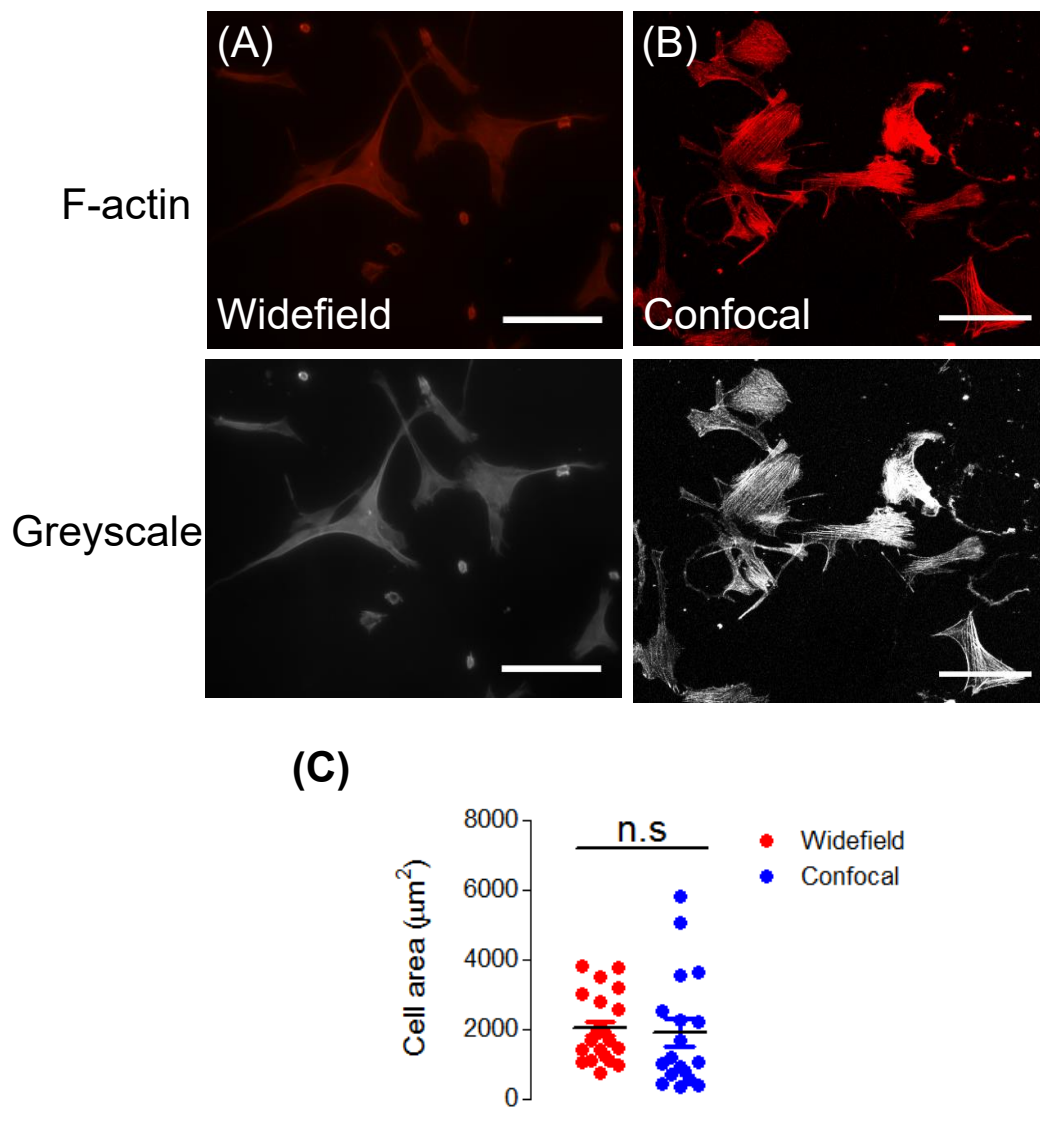 (A)
(B)
F-actin
Widefield
Confocal
Greyscale
(C)
8000
6000
4000
2000
0
Cell area (μm²)
n.s
Widefield
Confocal